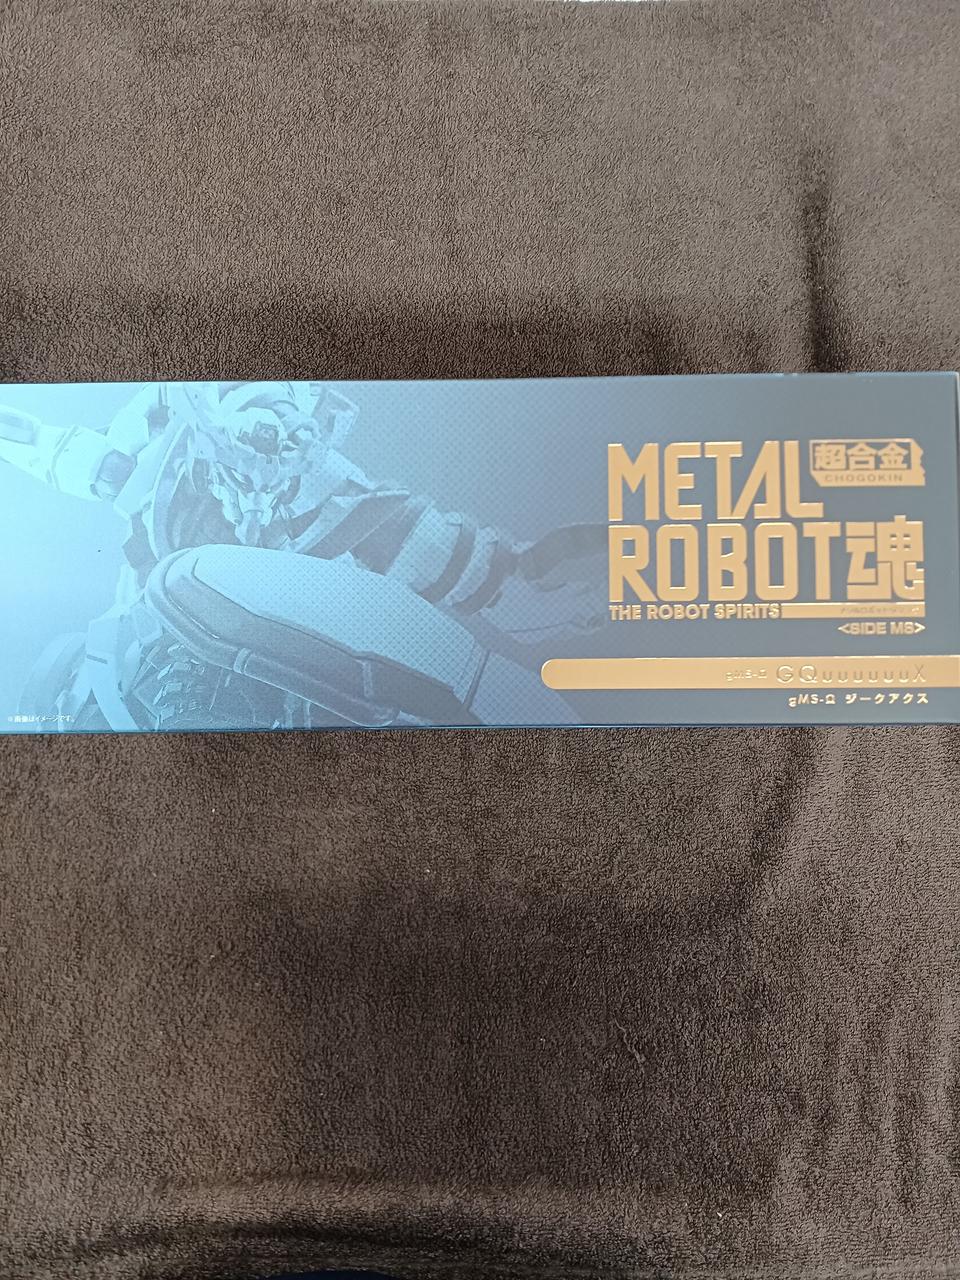 METAL 超合金
CHOGOKIN
ROBOT魂
THE ROBOT SPIRITS
<SIDE MS>
gMS-Ω GQuuuuuuX
gMS-Ω ジークアクス
※画像はイメージです。